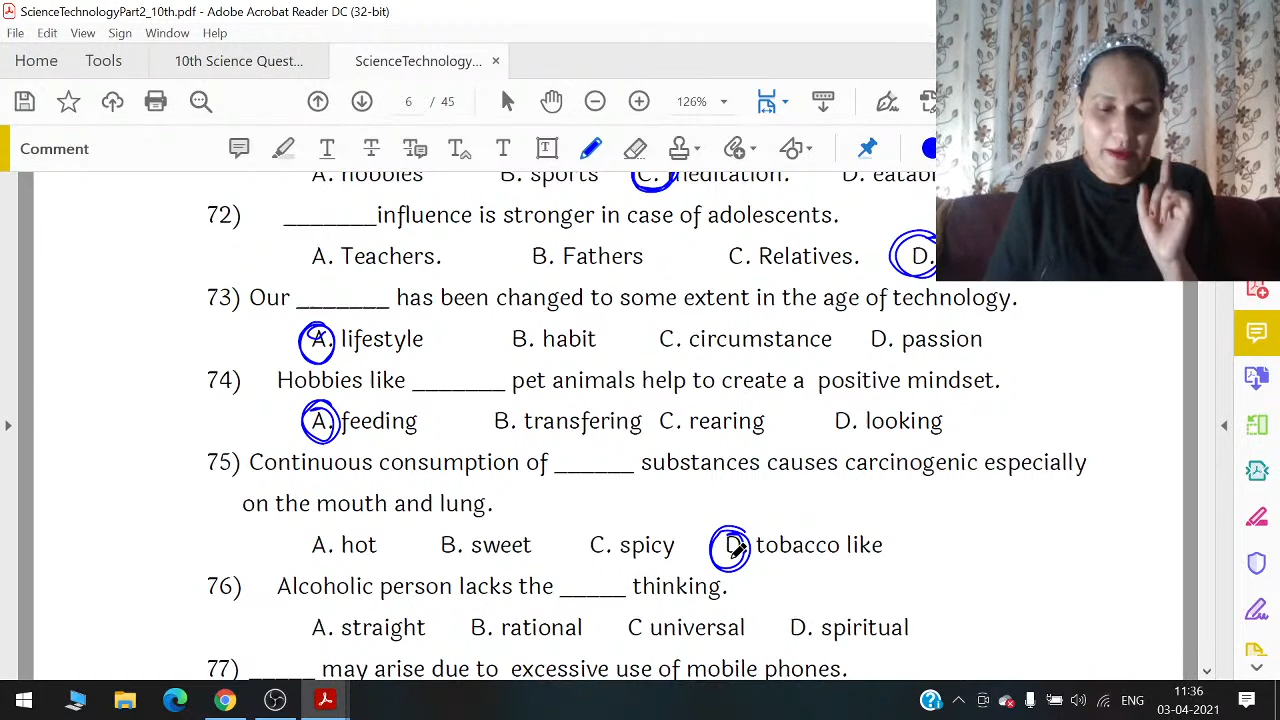 ScienceTechnologyPart2_10th.pdf - Adobe Acrobat Reader DC (32-bit)
File Edit View Sign Window Help
Home Tools 10th Science Quest... ScienceTechnology... ×
6 / 45 126%
Comment
A. hobbies B. sports C. meditation. D. eatab
72) _______influence is stronger in case of adolescents.
A. Teachers. B. Fathers C. Relatives. D.
73) Our _______ has been changed to some extent in the age of technology.
A. lifestyle B. habit C. circumstance D. passion
74) Hobbies like _______ pet animals help to create a positive mindset.
A. feeding B. transfering C. rearing D. looking
75) Continuous consumption of ______ substances causes carcinogenic especially
on the mouth and lung.
A. hot B. sweet C. spicy D. tobacco like
76) Alcoholic person lacks the _____ thinking.
A. straight B. rational C universal D. spiritual
77) _____ may arise due to excessive use of mobile phones.
ENG 11:36
03-04-2021